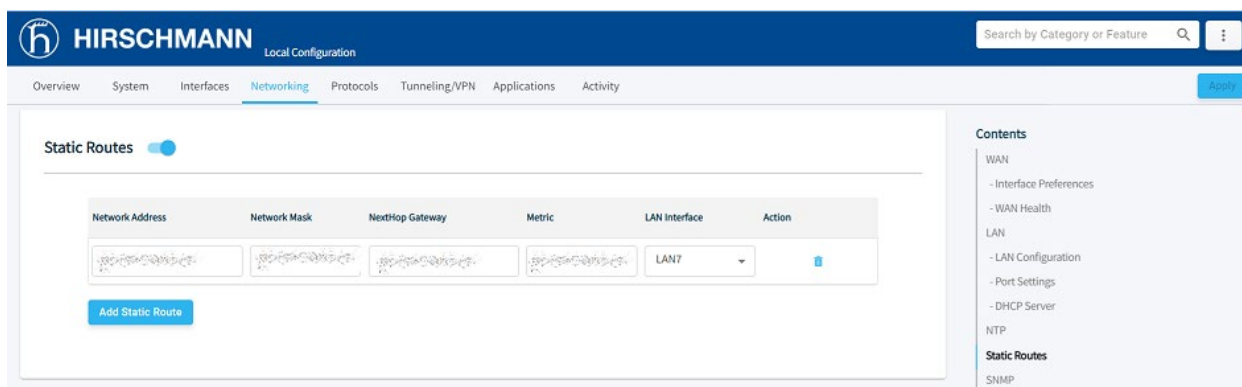 HIRSCHMANN
Local Configuration
Search by Category or Feature
Overview System Interfaces Networking Protocols Tunneling/VPN Applications Activity
Apply
Static Routes
Network Address Network Mask NextHop Gateway Metric LAN Interface Action
LAN7
Add Static Route
Contents
WAN
- Interface Preferences
- WAN Health
LAN
- LAN Configuration
- Port Settings
- DHCP Server
NTP
Static Routes
SNMP